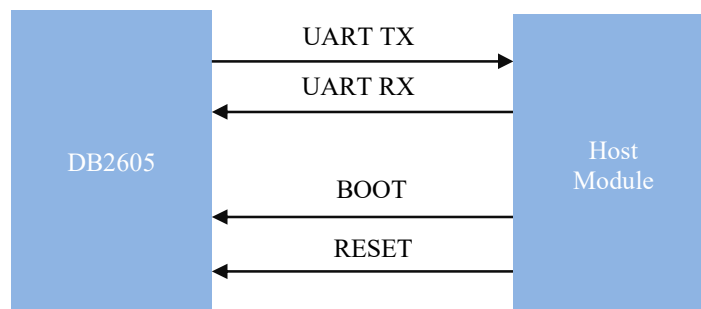 UART TX
UART RX
DB2605
Host
Module
BOOT
RESET